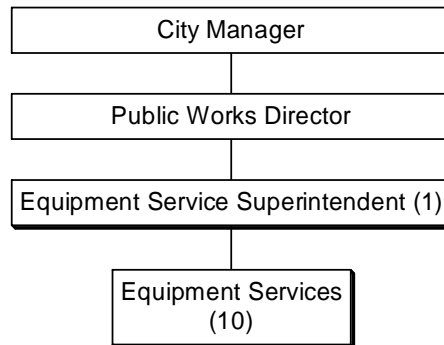 City Manager
Public Works Director
Equipment Service Superintendent (1)
Equipment Services
(10)